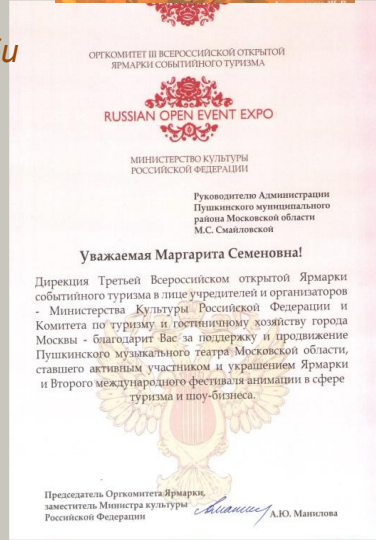 iu
ОРГКОМИТЕТ III ВСЕРОССИЙСКОЙ ОТКРЫТОЙ
ЯРМАРКИ СОБЫТИЙНОГО ТУРИЗМА
RUSSIAN OPEN EVENT EXPO
МИНИСТЕРСТВО КУЛЬТУРЫ
РОССИЙСКОЙ ФЕДЕРАЦИИ
Руководителю Администрации
Пушкинского муниципального
района Московской области
М.С. Смайловской
Уважаемая Маргарита Семеновна!
Дирекция Третьей Всероссийском открытой Ярмарки
событийного туризма в лице учредителей и организаторов
- Министерства Культуры Российской Федерации и
Комитета по туризму и гостиничному хозяйству города
Москвы - благодарит Вас за поддержку и продвижение
Пушкинского музыкального театра Московской области,
ставшего активным участником и украшением Ярмарки
и Второго международного фестиваля анимации в сфере
туризма и шоу-бизнеса.
Председатель Оргкомитета Ярмарки,
заместитель Министра культуры
Российской Федерации
А.Ю. Манилова